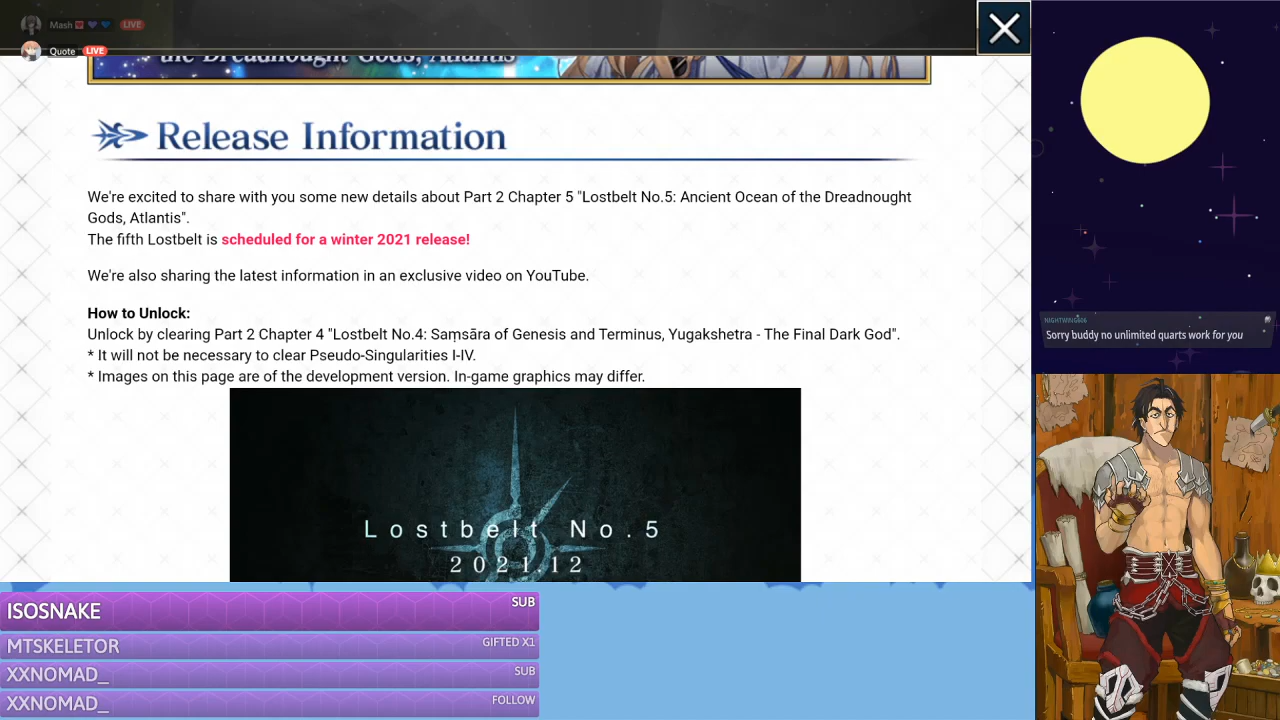 Mash LIVE
Quote LIVE
the Dreadnought Gods, Atlantis
Release Information
We're excited to share with you some new details about Part 2 Chapter 5 "Lostbelt No.5: Ancient Ocean of the Dreadnought
Gods, Atlantis".
The fifth Lostbelt is scheduled for a winter 2021 release!
We're also sharing the latest information in an exclusive video on YouTube.
How to Unlock:
Unlock by clearing Part 2 Chapter 4 "Lostbelt No.4: Saṃsāra of Genesis and Terminus, Yugakshetra - The Final Dark God".
* It will not be necessary to clear Pseudo-Singularities I-IV.
* Images on this page are of the development version. In-game graphics may differ.
Lostbelt No.5
2021.12
Sorry buddy no unlimited quarts work for you
ISOSNAKE SUB
MTSKELETOR GIFTED X1
XXNOMAD_ SUB
XXNOMAD_ FOLLOW